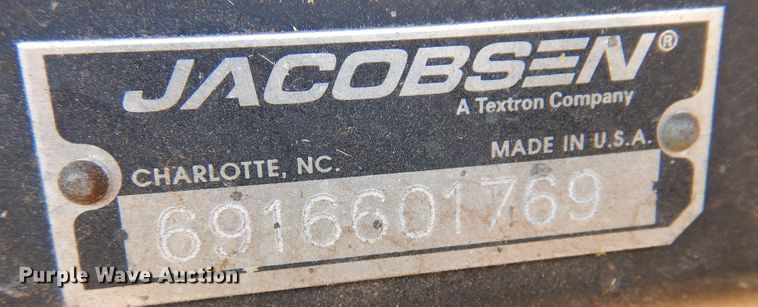 JACOBSEN®
A Textron Company
CHARLOTTE, NC. MADE IN U.S.A.
6916601769
Purple Wave Auction